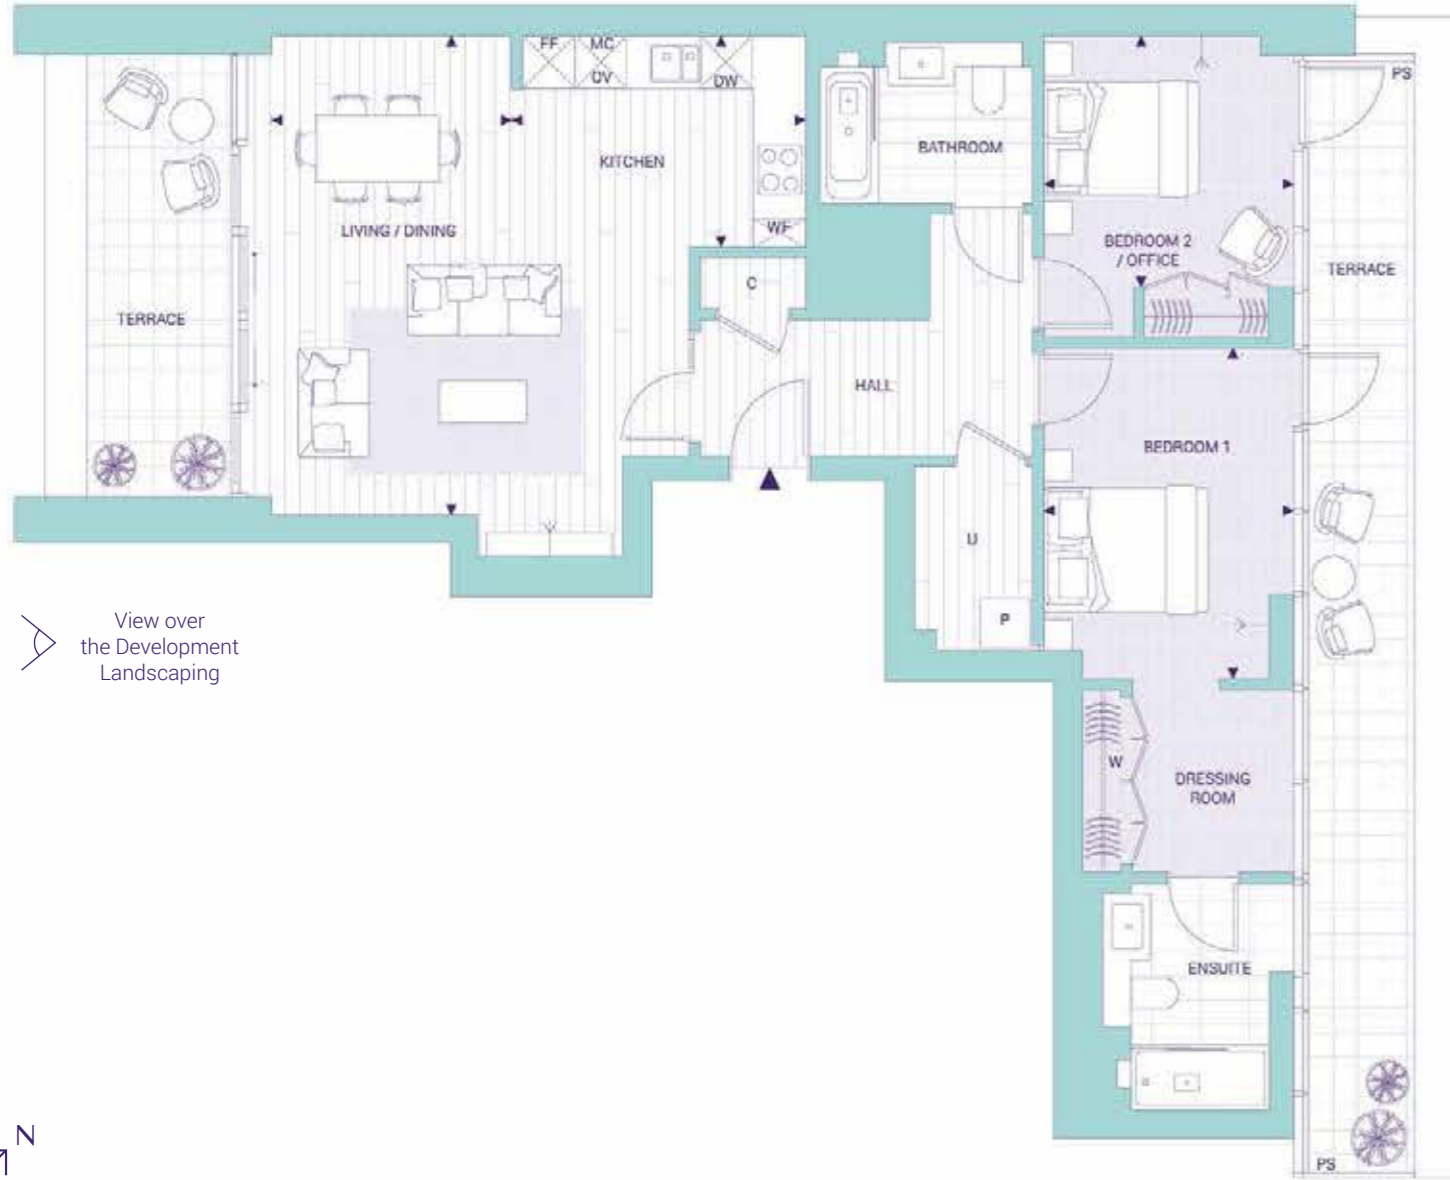 FF
MC
OV
DW
PS
KITCHEN
BATHROOM
LIVING / DINING
WF
BEDROOM 2
/ OFFICE
TERRACE
C
TERRACE
HALL
BEDROOM 1
U
P
View over
the Development
Landscaping
W
DRESSING
ROOM
ENSUITE
N
PS